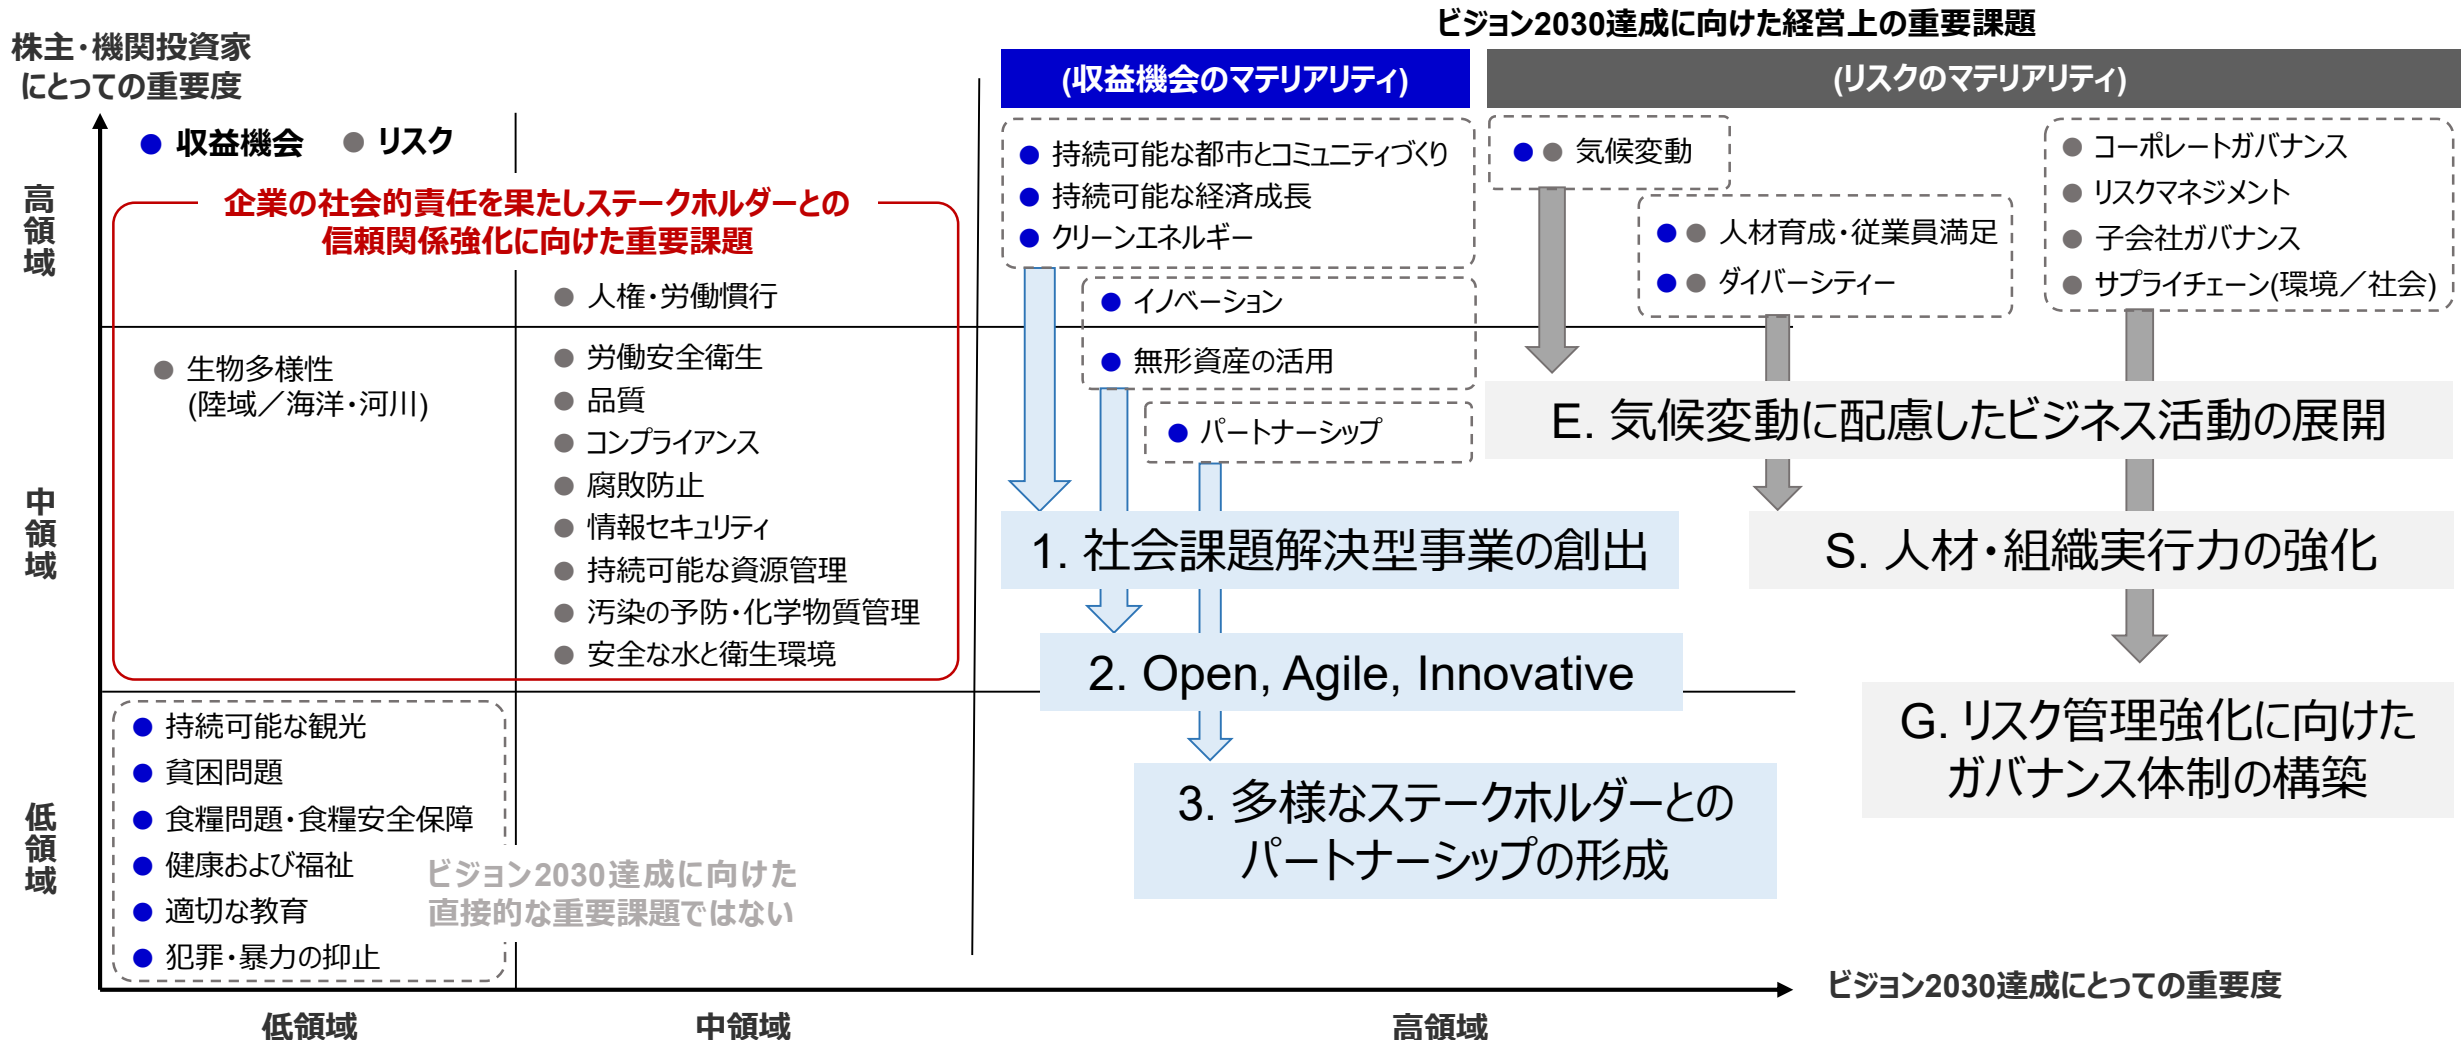 ビジョン2030達成に向けた経営上の重要課題
株主・機関投資家
にとっての重要度
(収益機会のマテリアリティ)
(リスクのマテリアリティ)
収益機会
リスク
高領域
中領域
低領域
企業の社会的責任を果たしステークホルダーとの
信頼関係強化に向けた重要課題
人権・労働慣行
生物多様性
(陸域／海洋・河川)
労働安全衛生
品質
コンプライアンス
腐敗防止
情報セキュリティ
持続可能な資源管理
汚染の予防・化学物質管理
安全な水と衛生環境
持続可能な観光
貧困問題
食糧問題・食糧安全保障
健康および福祉
適切な教育
犯罪・暴力の抑止
ビジョン2030達成に向けた
直接的な重要課題ではない
持続可能な都市とコミュニティづくり
持続可能な経済成長
クリーンエネルギー
イノベーション
無形資産の活用
パートナーシップ
1. 社会課題解決型事業の創出
2. Open, Agile, Innovative
3. 多様なステークホルダーとの
パートナーシップの形成
気候変動
人材育成・従業員満足
ダイバーシティー
コーポレートガバナンス
リスクマネジメント
子会社ガバナンス
サプライチェーン(環境／社会)
E. 気候変動に配慮したビジネス活動の展開
S. 人材・組織実行力の強化
G. リスク管理強化に向けた
ガバナンス体制の構築
ビジョン2030達成にとっての重要度
低領域
中領域
高領域